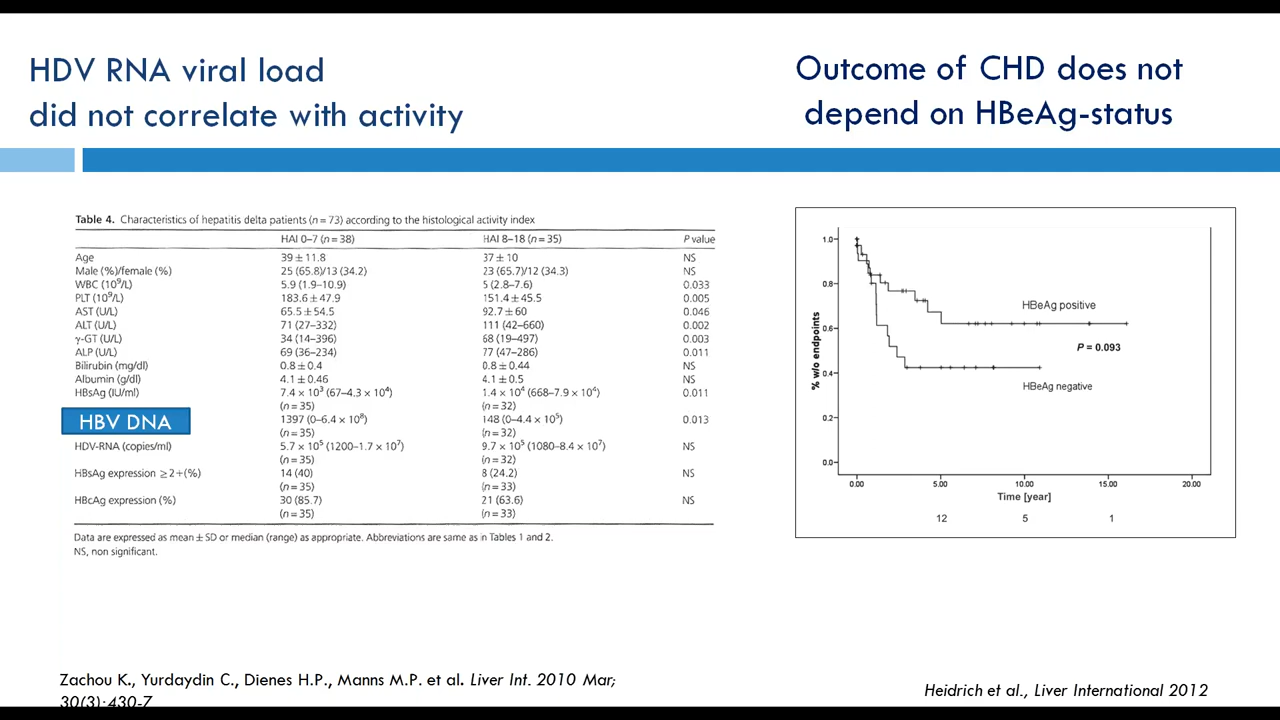 HDV RNA viral load
did not correlate with activity
Outcome of CHD does not
depend on HBeAg-status
Table 4. Characteristics of hepatitis delta patients (n = 73) according to the histological activity index
HAI 0–7 (n = 38) HAI 8–18 (n = 35) P value
Age 39 ± 11.8 37 ± 10 NS
Male (%)/female (%) 25 (65.8)/13 (34.2) 23 (65.7)/12 (34.3) NS
WBC (10⁹/L) 5.9 (1.9–10.9) 5 (2.8–7.6) 0.033
PLT (10⁹/L) 183.6 ± 47.9 151.4 ± 45.5 0.005
AST (U/L) 65.5 ± 54.5 92.7 ± 60 0.046
ALT (U/L) 71 (27–332) 111 (42–660) 0.002
γ-GT (U/L) 34 (14–396) 68 (19–497) 0.003
ALP (U/L) 69 (36–234) 77 (47–286) 0.011
Bilirubin (mg/dl) 0.8 ± 0.4 0.8 ± 0.44 NS
Albumin (g/dl) 4.1 ± 0.46 4.1 ± 0.5 NS
HBsAg (IU/ml) 7.4 × 10³ (67–4.3 × 10⁴) 1.4 × 10⁴ (668–7.9 × 10⁴) 0.011
(n = 35) (n = 32)
HBV DNA 1397 (0–6.4 × 10⁸) 148 (0–4.4 × 10⁵) 0.013
(n = 35) (n = 32)
HDV-RNA (copies/ml) 5.7 × 10⁵ (1200–1.7 × 10⁷) 9.7 × 10⁵ (1080–8.4 × 10⁷) NS
(n = 35) (n = 32)
HBsAg expression ≥2+(%) 14 (40) 8 (24.2) NS
(n = 35) (n = 33)
HBcAg expression (%) 30 (85.7) 21 (63.6) NS
(n = 35) (n = 33)
Data are expressed as mean ± SD or median (range) as appropriate. Abbreviations are same as in Tables 1 and 2.
NS, non significant.
% w/o endpoints
1.0
0.8
0.6
0.4
0.2
0.0
HBeAg positive
P = 0.093
HBeAg negative
0.00 5.00 10.00 15.00 20.00
Time [year]
12 5 1
Zachou K., Yurdaydin C., Dienes H.P., Manns M.P. et al. Liver Int. 2010 Mar;
30(3):430-7
Heidrich et al., Liver International 2012